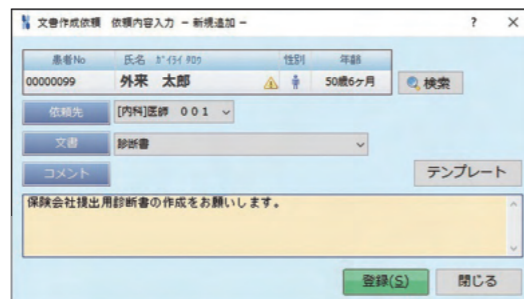 文書作成依頼 依頼内容入力 - 新規追加 - ? ×
患者No 氏名 ガイライ タロウ 性別 年齢
00000099 外来 太郎 50歳6ヶ月 検索
依頼先 [内科]医師 001
文書 診断書
コメント テンプレート
保険会社提出用診断書の作成をお願いします。
登録(S) 閉じる